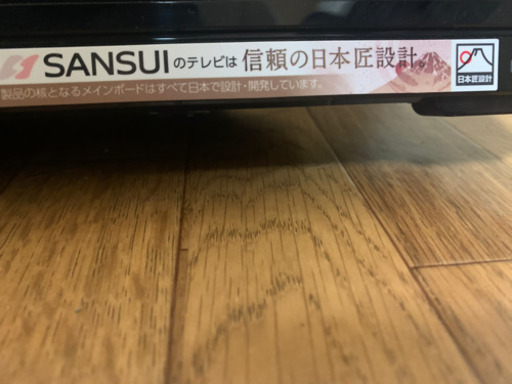 SANSUIのテレビは 信頼の日本匠設計。
製品の核となるメインボードはすべて日本で設計・開発しています。
日本匠設計